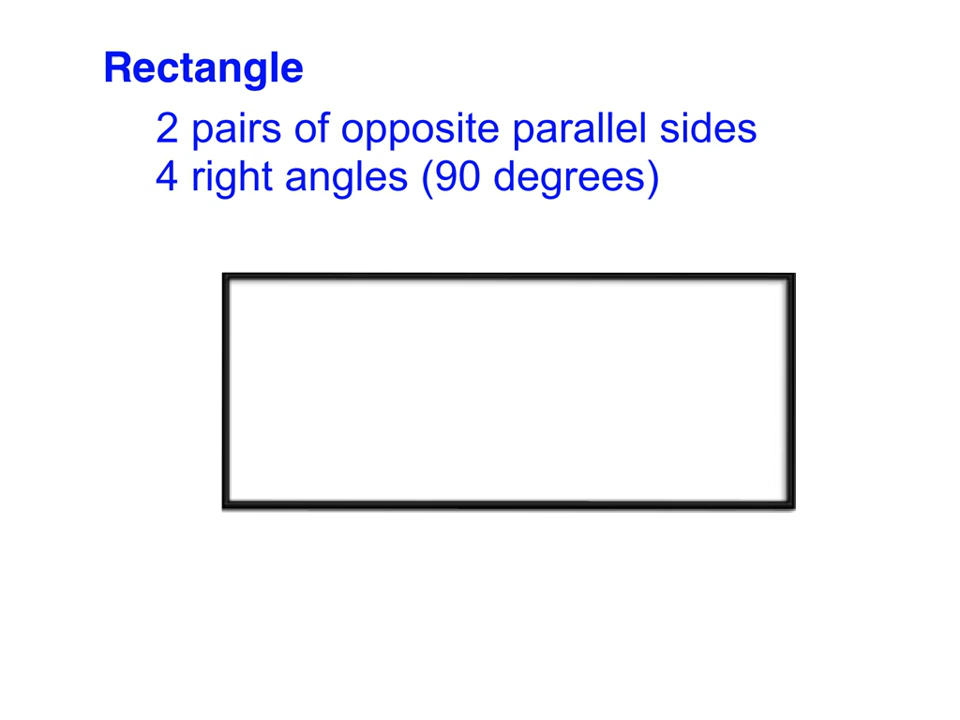 Rectangle
2 pairs of opposite parallel sides
4 right angles (90 degrees)